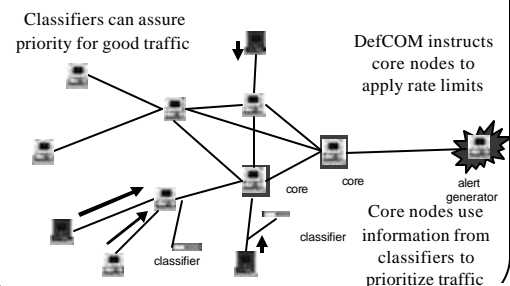 Classifiers can assure
priority for good traffic
DefCOM instructs
core nodes to
apply rate limits
core
core
alert
generator
classifier
classifier
Core nodes use
information from
classifiers to
prioritize traffic